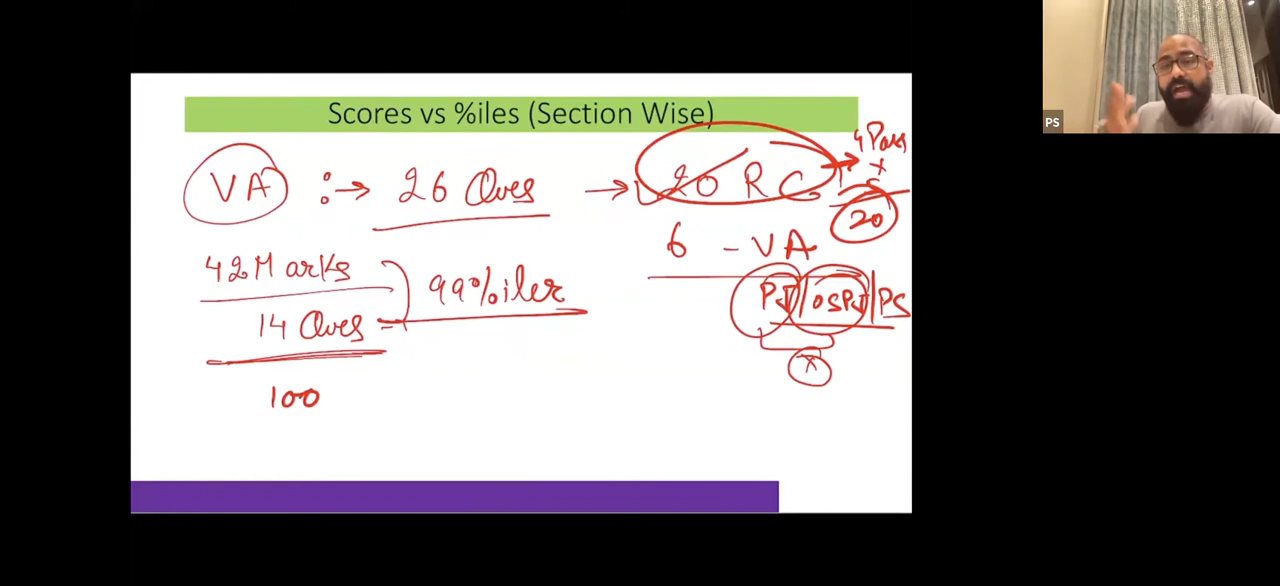 Scores vs %iles (Section Wise)
VA :→ 26 Ques → 20 RC → 4 Pass
x
5
20
6 - VA
42 Marks
14 Ques
99%iler
PJ | OSPJ | PS
x
100
PS